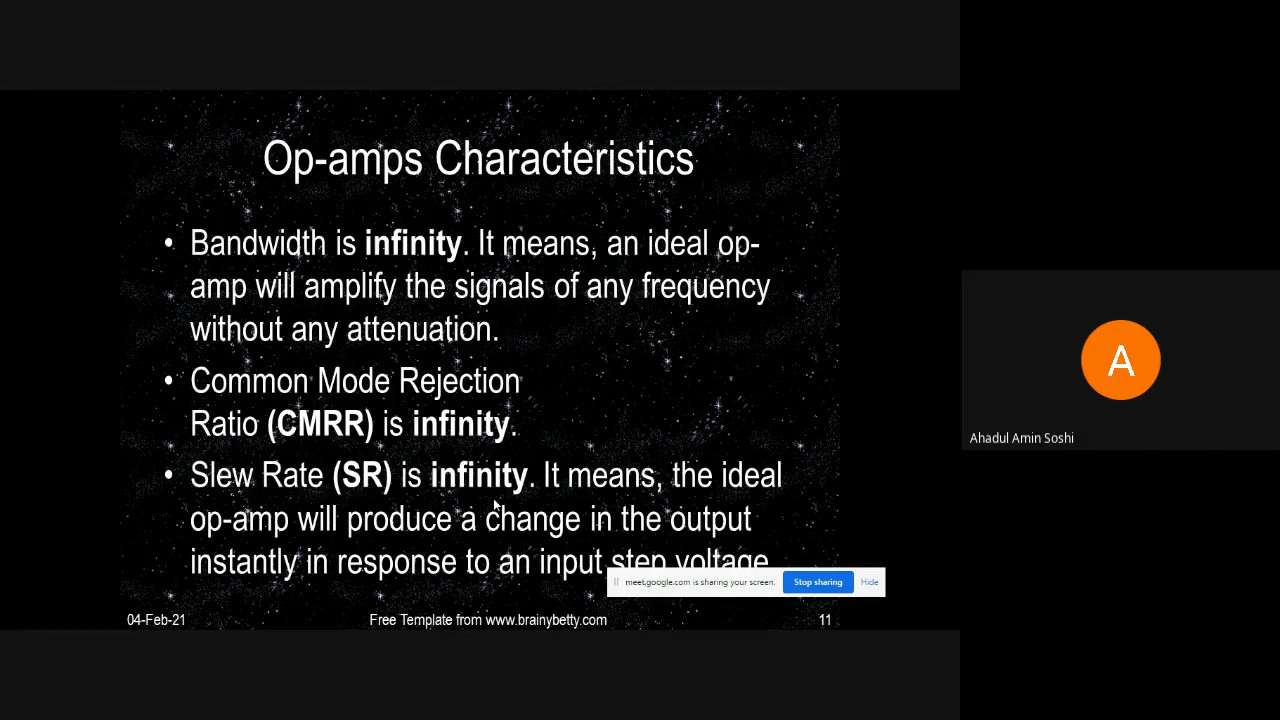 Op-amps Characteristics
• Bandwidth is infinity. It means, an ideal op-
amp will amplify the signals of any frequency
without any attenuation.
• Common Mode Rejection
Ratio (CMRR) is infinity.
• Slew Rate (SR) is infinity. It means, the ideal
op-amp will produce a change in the output
instantly in response to an input step voltage
meet.google.com is sharing your screen. Stop sharing Hide
04-Feb-21 Free Template from www.brainybetty.com 11
A
Ahadul Amin Soshi